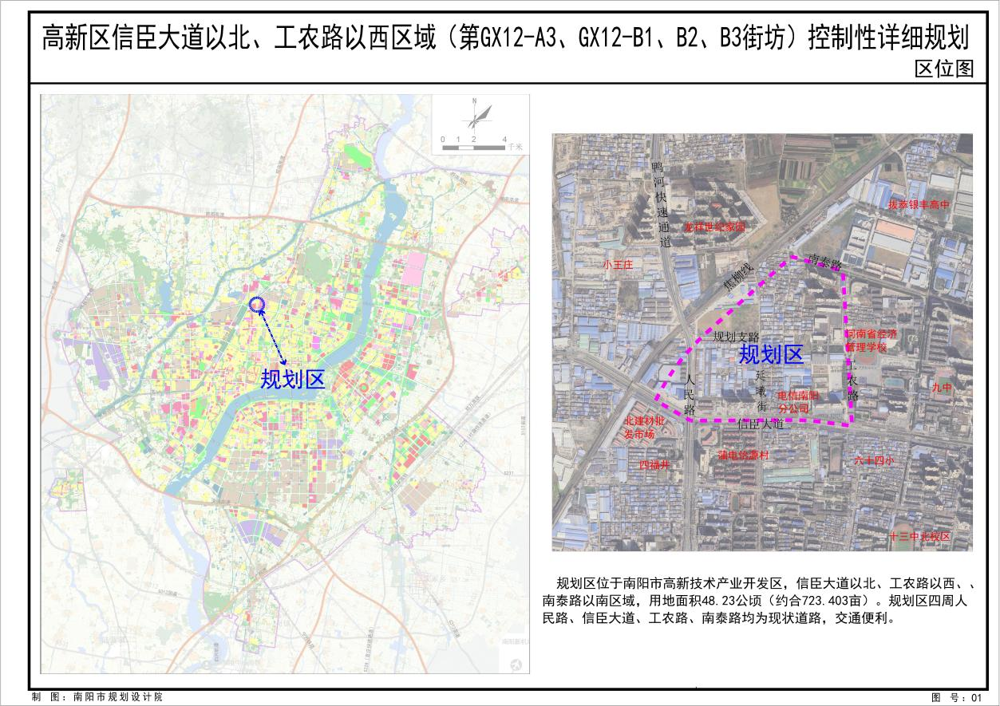 高新区信臣大道以北、工农路以西区域（第GX12-A3、GX12-B1、B2、B3街坊）控制性详细规划
区位图
N
0 1 2 4
千米
规划区
鸭河快速通道
拔萃银丰高中
龙祥世纪家园
小王庄
南泰路
焦柳线
河南省经济
管理学校
规划支路
规划区
工农路
人民路
延曦街
九中
电信南阳
分公司
北建材批
发市场
信臣大道
蒲电怡源村
四福井
六十四小
十三中北校区
规划区位于南阳市高新技术产业开发区，信臣大道以北、工农路以西、、
南泰路以南区域，用地面积48.23公顷（约合723.403亩）。规划区四周人
民路、信臣大道、工农路、南泰路均为现状道路，交通便利。
制 图：南阳市规划设计院
图 号：01